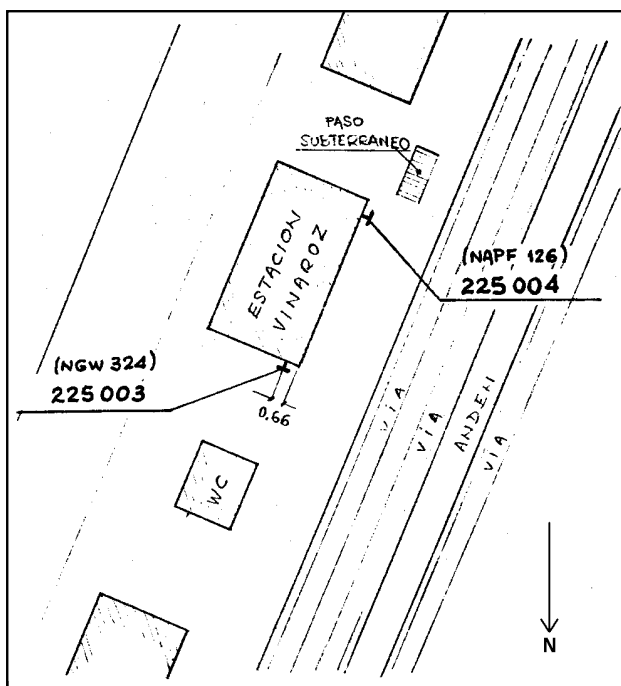 PASO
SUBTERRANEO
ESTACION
VINAROZ
(NAPF 126)
225 004
(NGW 324)
225 003
0.66
WC
VIA
VIA
ANDEN
VIA
N